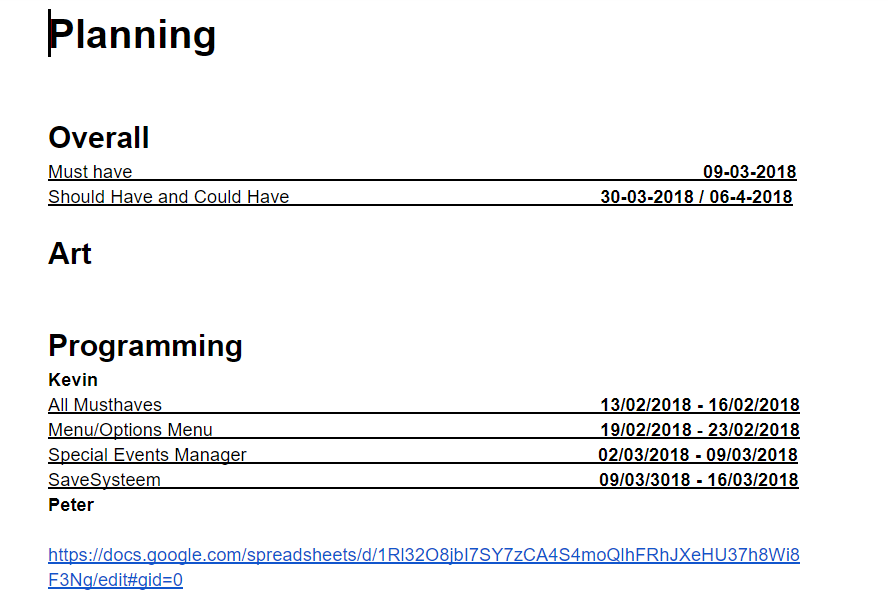 Planning
Overall
Must have 09-03-2018
Should Have and Could Have 30-03-2018 / 06-4-2018
Art
Programming
Kevin
All Musthaves 13/02/2018 - 16/02/2018
Menu/Options Menu 19/02/2018 - 23/02/2018
Special Events Manager 02/03/2018 - 09/03/2018
SaveSysteem 09/03/3018 - 16/03/2018
Peter
https://docs.google.com/spreadsheets/d/1Rl32O8jbI7SY7zCA4S4moQlhFRhJXeHU37h8Wi8
F3Ng/edit#gid=0